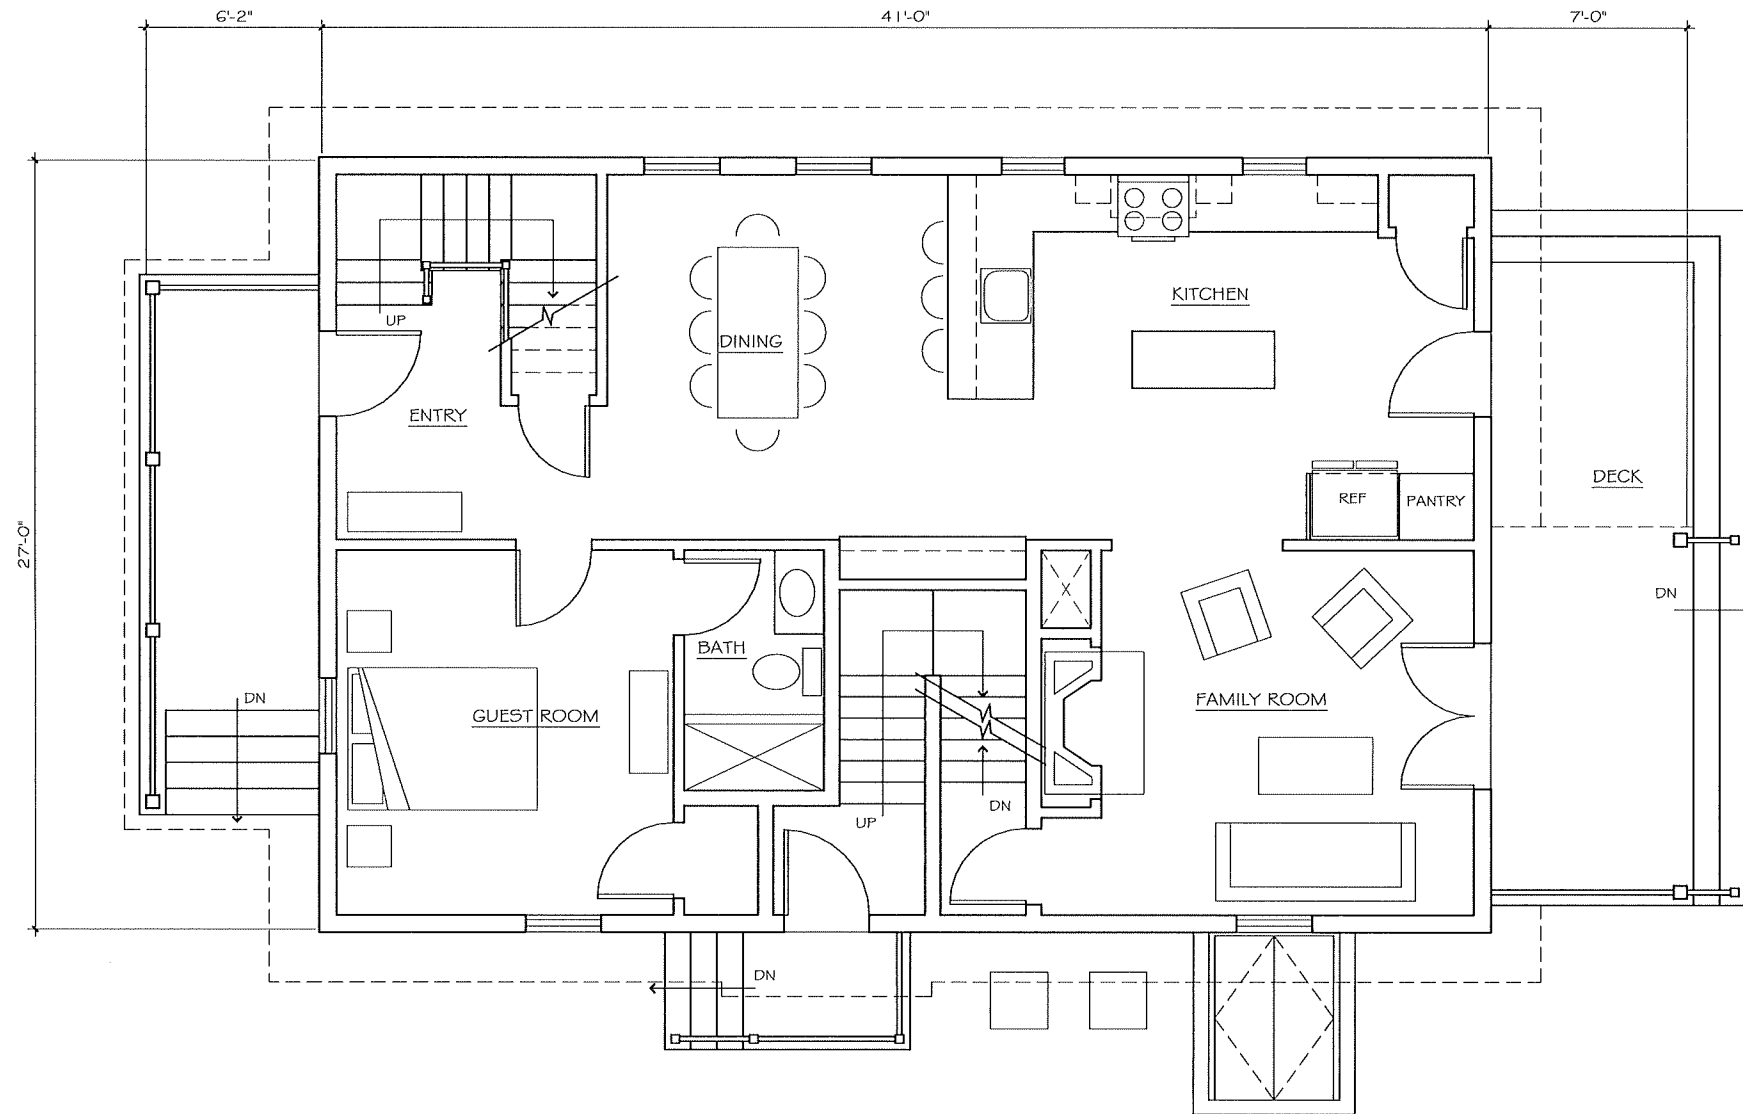 6'-2"
41'-0"
7'-0"
KITCHEN
UP
DINING
ENTRY
DECK
REF
PANTRY
27'-0"
DN
BATH
DN
FAMILY ROOM
GUEST ROOM
DN
UP
DN